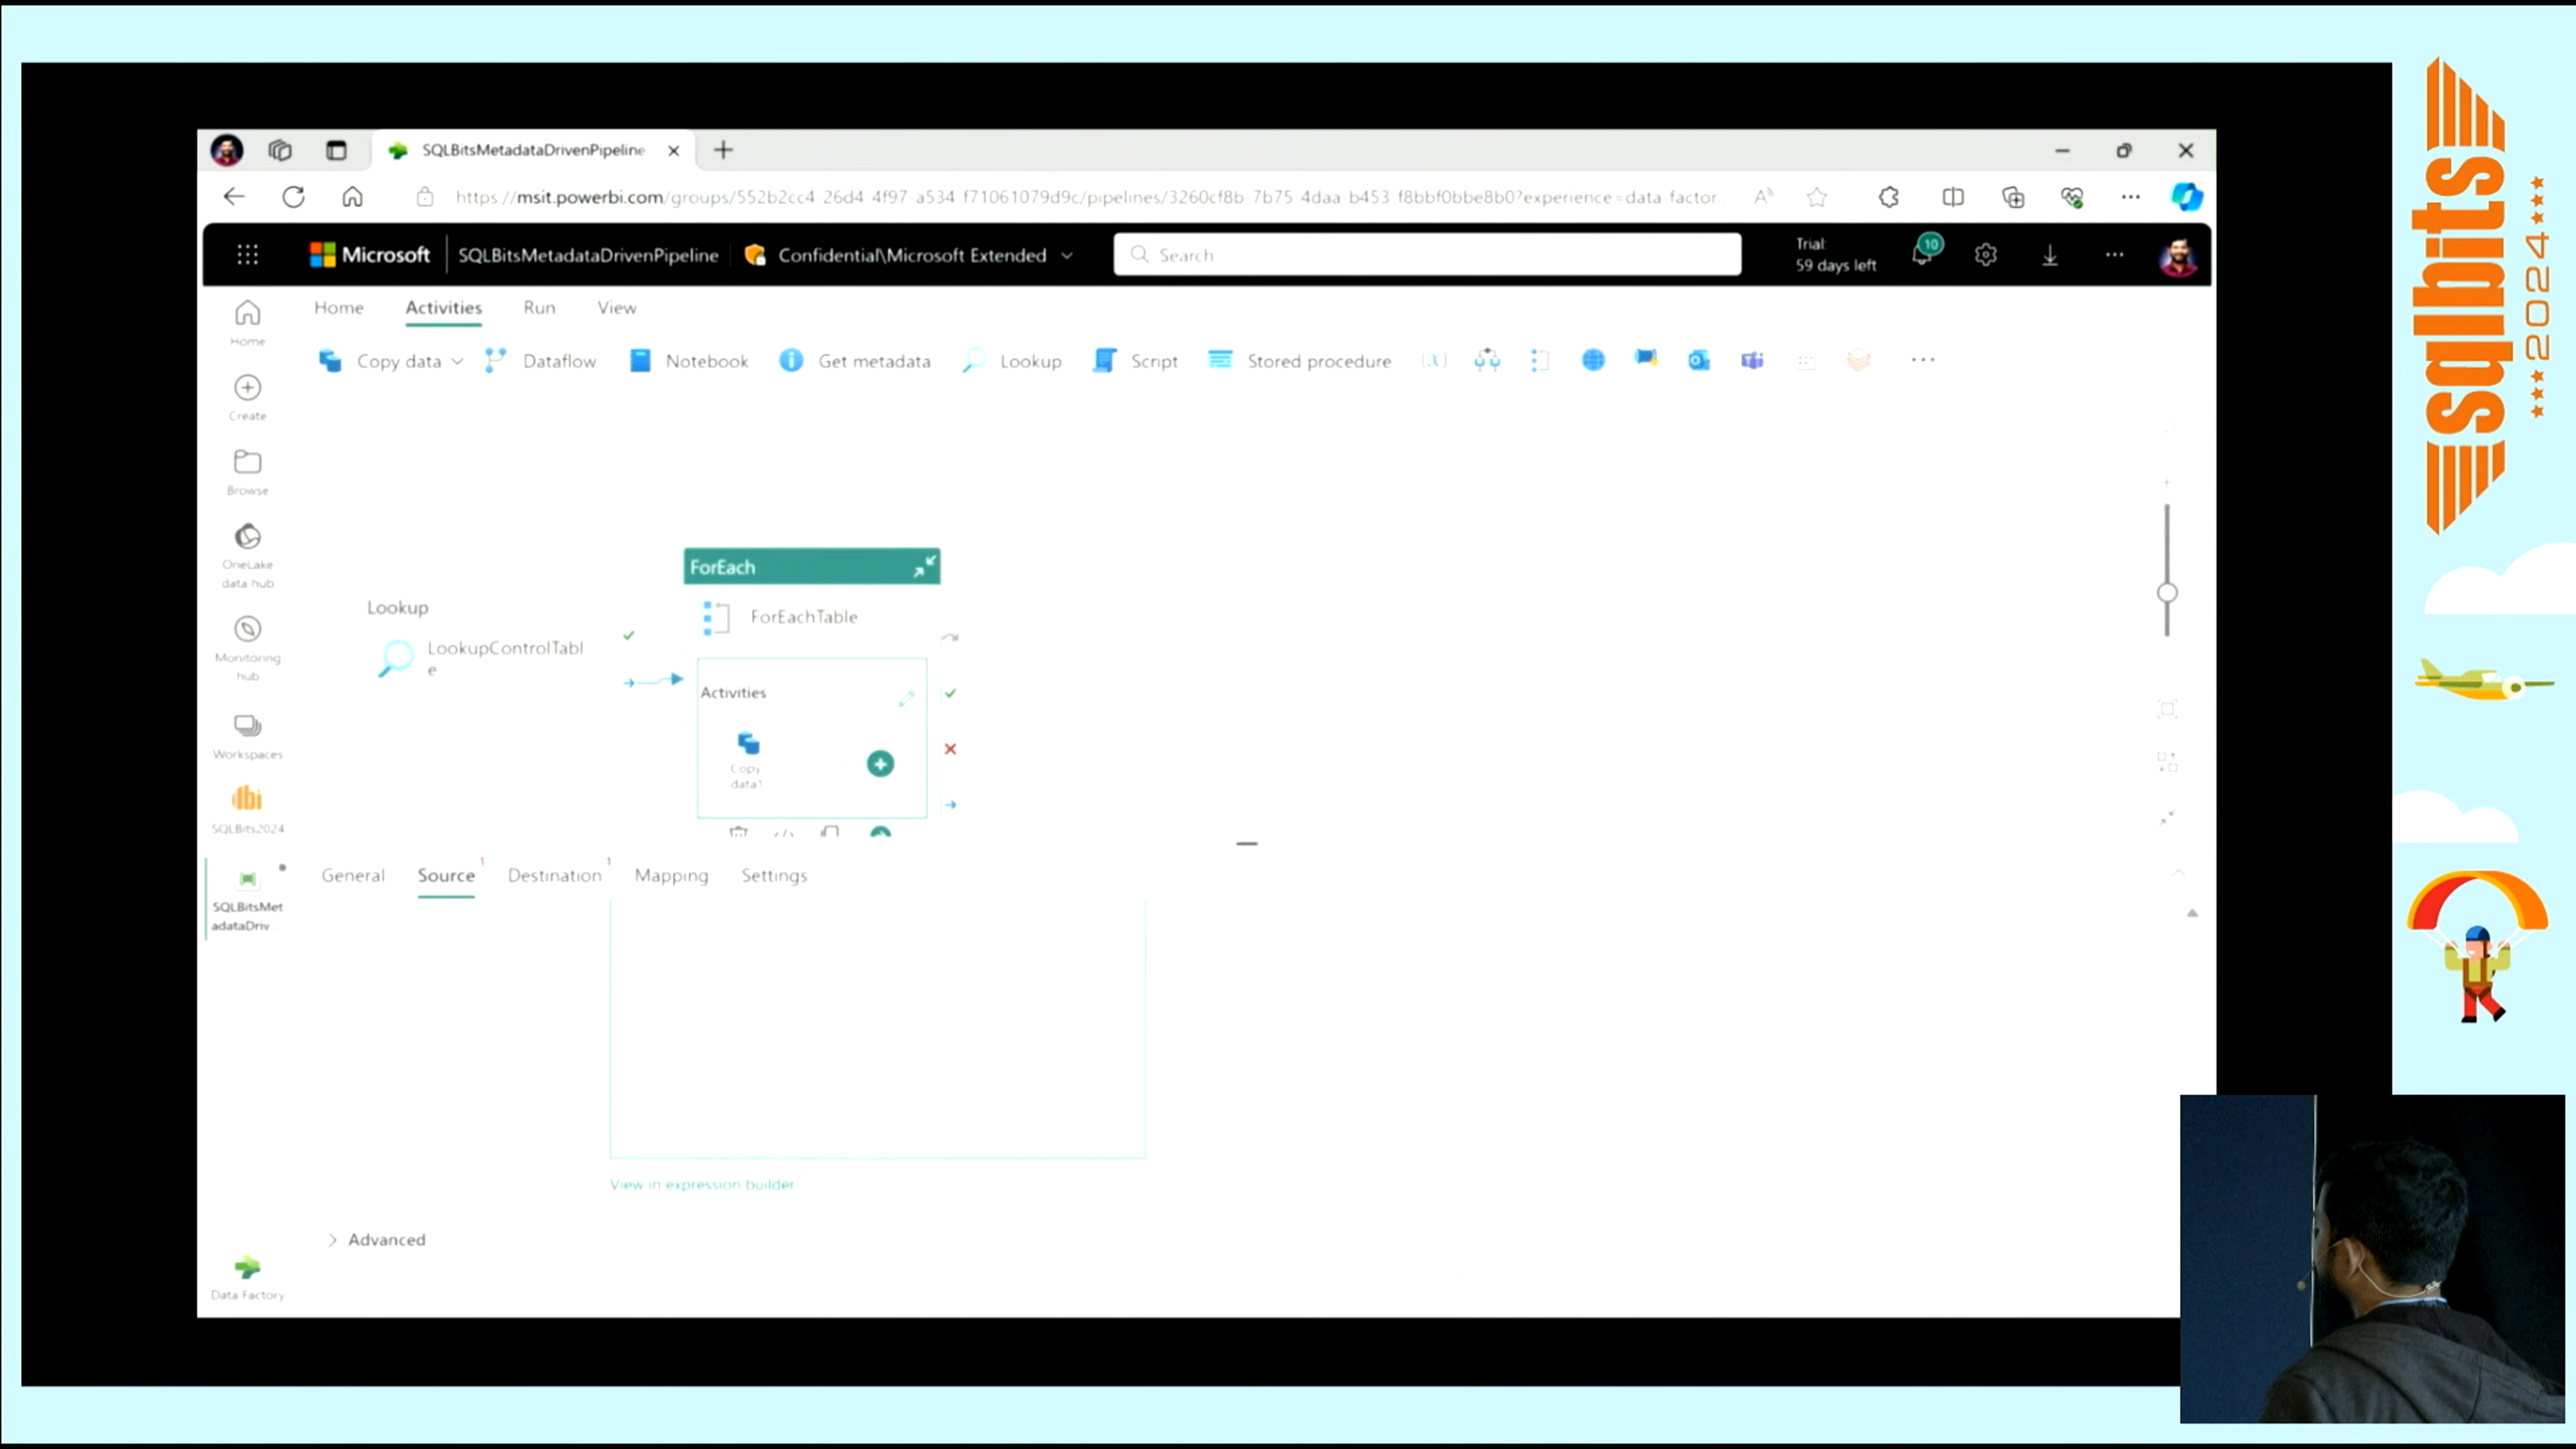 SQLBitsMetadataDrivenPipeline
https://msit.powerbi.com/groups/552b2cc4-26d4-4f97-a534-f71061079d9c/pipelines/3260cf8b-7b75-4daa-b453-f8bbf0bbe8b0?experience=data-factor
Microsoft
SQLBitsMetadataDrivenPipeline
Confidential\Microsoft Extended
Search
Trial:
59 days left
10
Home
Activities
Run
View
Copy data
Dataflow
Notebook
Get metadata
Lookup
Script
Stored procedure
(x)
Home
Create
Browse
OneLake
data hub
Monitoring
hub
Workspaces
SQLBits2024
SQLBitsMet
adataDriv
Data Factory
Lookup
LookupControlTabl
e
ForEach
ForEachTable
Activities
Copy
data1
General
Source
1
Destination
1
Mapping
Settings
View in expression builder
Advanced
sqlbits
2024